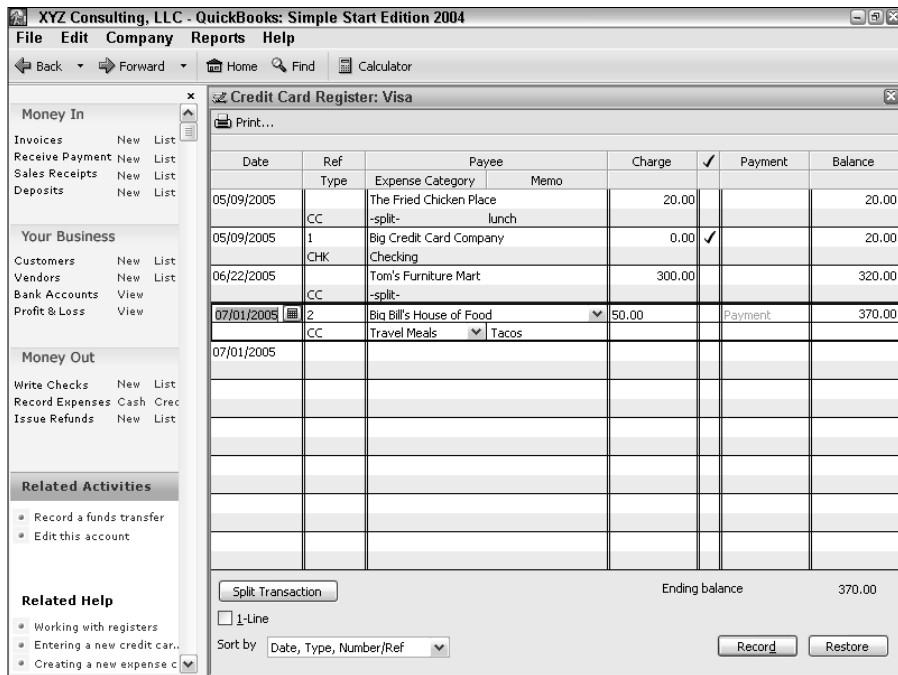 XYZ Consulting, LLC - QuickBooks: Simple Start Edition 2004
File Edit Company Reports Help
Back Forward Home Find Calculator
Money In
Invoices New List
Receive Payment New List
Sales Receipts New List
Deposits New List
Your Business
Customers New List
Vendors New List
Bank Accounts View
Profit & Loss View
Money Out
Write Checks New List
Record Expenses Cash Crec
Issue Refunds New List
Related Activities
Record a funds transfer
Edit this account
Related Help
Working with registers
Entering a new credit car..
Creating a new expense c
Credit Card Register: Visa
Print...
Date Ref Payee Charge ✓ Payment Balance
Type Expense Category Memo
05/09/2005 The Fried Chicken Place 20.00 20.00
CC -split- lunch
05/09/2005 1 Big Credit Card Company 0.00 ✓ 20.00
CHK Checking
06/22/2005 Tom's Furniture Mart 300.00 320.00
CC -split-
07/01/2005 2 Big Bill's House of Food 50.00 Payment 370.00
CC Travel Meals Tacos
07/01/2005
Split Transaction Ending balance 370.00
1-Line
Sort by Date, Type, Number/Ref Record Restore